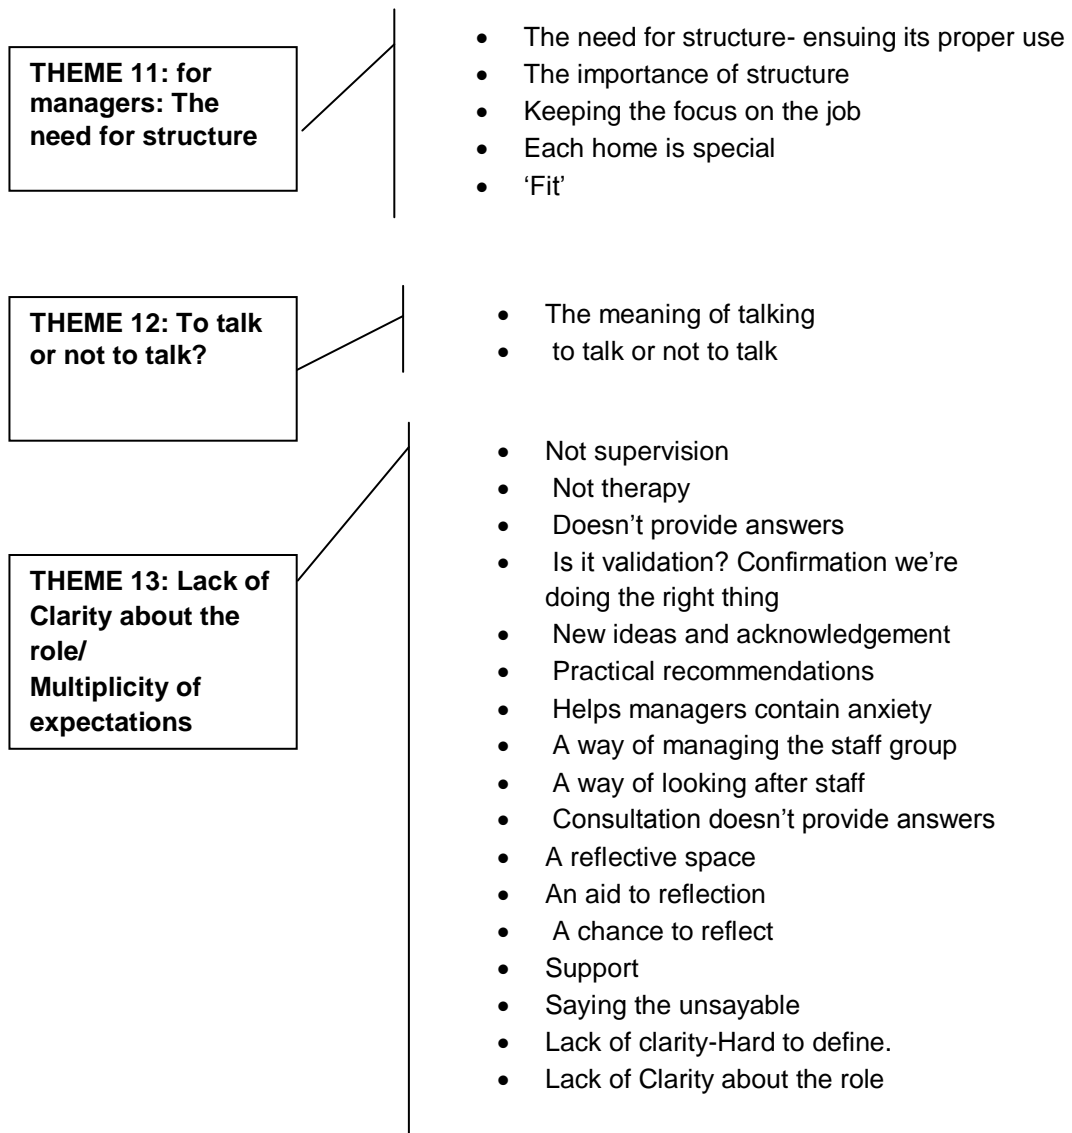 THEME 11: for
managers: The
need for structure
• The need for structure- ensuing its proper use
• The importance of structure
• Keeping the focus on the job
• Each home is special
• ‘Fit’
THEME 12: To talk
or not to talk?
• The meaning of talking
• to talk or not to talk
THEME 13: Lack of
Clarity about the
role/
Multiplicity of
expectations
• Not supervision
• Not therapy
• Doesn’t provide answers
• Is it validation? Confirmation we’re
doing the right thing
• New ideas and acknowledgement
• Practical recommendations
• Helps managers contain anxiety
• A way of managing the staff group
• A way of looking after staff
• Consultation doesn’t provide answers
• A reflective space
• An aid to reflection
• A chance to reflect
• Support
• Saying the unsayable
• Lack of clarity-Hard to define.
• Lack of Clarity about the role